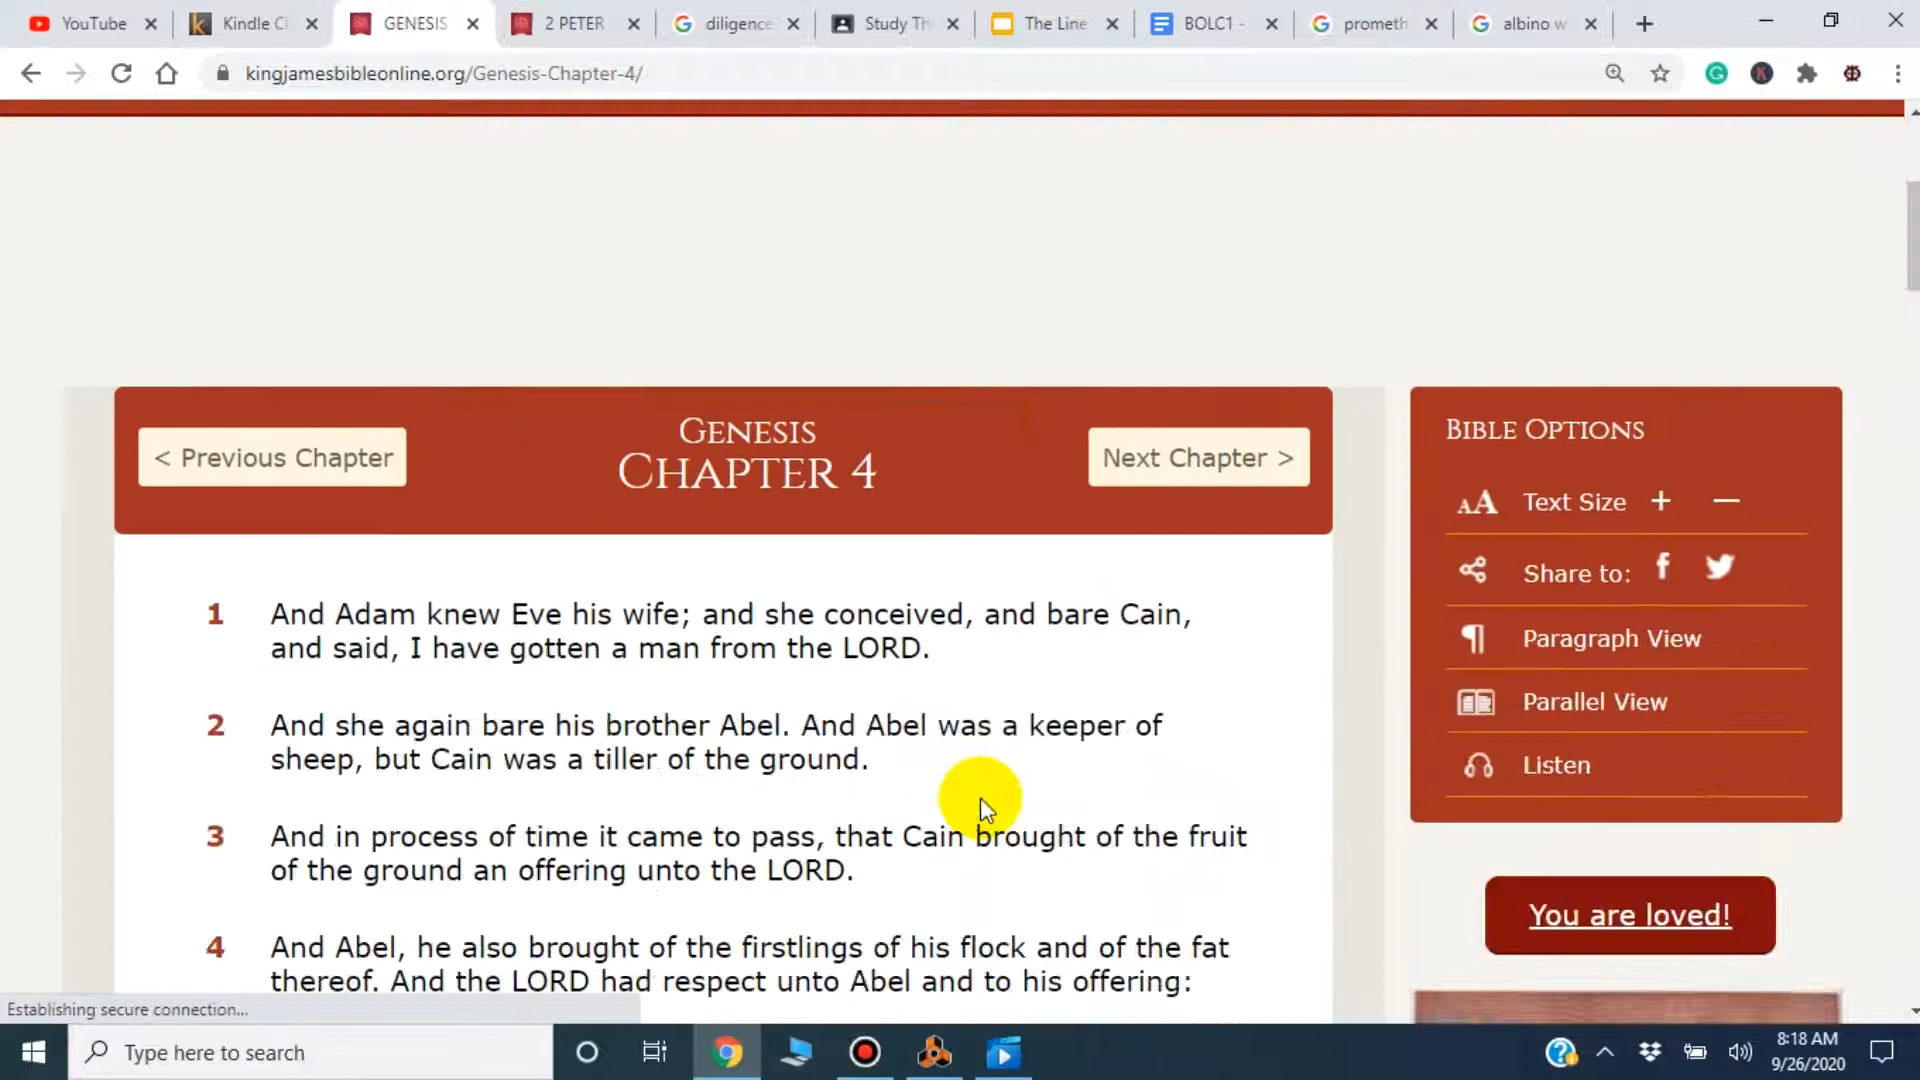 YouTube
Kindle Cl
GENESIS
2 PETER
diligence
Study Th
The Line
BOLC1 -
prometh
albino w
kingjamesbibleonline.org/Genesis-Chapter-4/
< Previous Chapter
GENESIS
CHAPTER 4
Next Chapter >
1 And Adam knew Eve his wife; and she conceived, and bare Cain,
and said, I have gotten a man from the LORD.
2 And she again bare his brother Abel. And Abel was a keeper of
sheep, but Cain was a tiller of the ground.
3 And in process of time it came to pass, that Cain brought of the fruit
of the ground an offering unto the LORD.
4 And Abel, he also brought of the firstlings of his flock and of the fat
thereof. And the LORD had respect unto Abel and to his offering:
BIBLE OPTIONS
AA Text Size + —
Share to:
Paragraph View
Parallel View
Listen
You are loved!
Establishing secure connection...
Type here to search
8:18 AM
9/26/2020